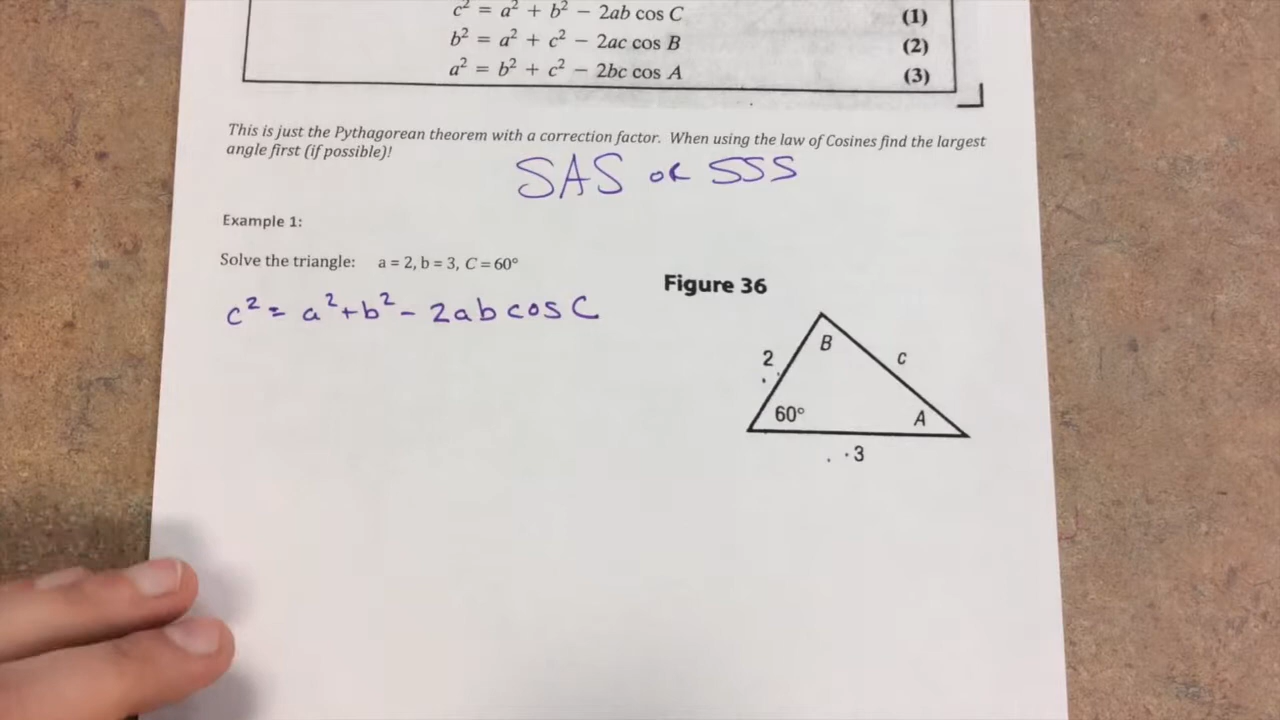 c² = a² + b² − 2ab cos C (1)
b² = a² + c² − 2ac cos B (2)
a² = b² + c² − 2bc cos A (3)
This is just the Pythagorean theorem with a correction factor. When using the law of Cosines find the largest
angle first (if possible)!
SAS or SSS
Example 1:
Solve the triangle: a = 2, b = 3, C = 60°
c² = a² + b² − 2ab cos C
Figure 36
B
2
c
60°
A
3